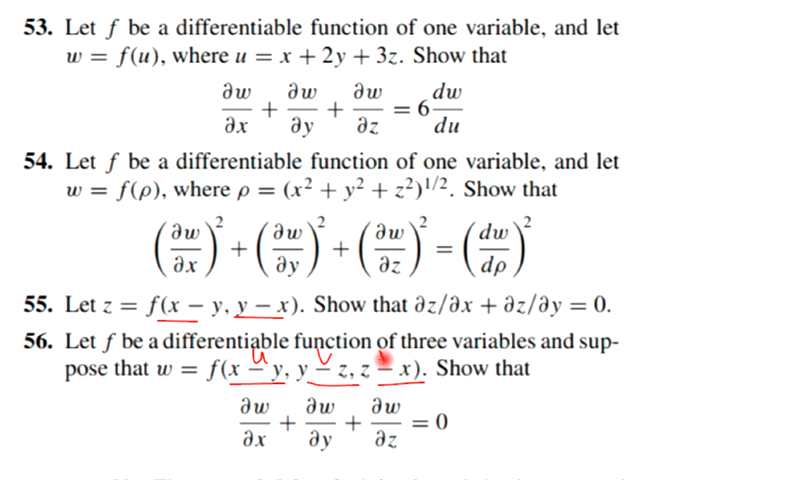 53. Let f be a differentiable function of one variable, and let
w = f(u), where u = x + 2y + 3z. Show that
∂w/∂x + ∂w/∂y + ∂w/∂z = 6 dw/du
54. Let f be a differentiable function of one variable, and let
w = f(ρ), where ρ = (x² + y² + z²)^1/2. Show that
(∂w/∂x)² + (∂w/∂y)² + (∂w/∂z)² = (dw/dρ)²
55. Let z = f(x − y, y − x). Show that ∂z/∂x + ∂z/∂y = 0.
56. Let f be a differentiable function of three variables and sup-
u v
pose that w = f(x − y, y − z, z − x). Show that
∂w/∂x + ∂w/∂y + ∂w/∂z = 0